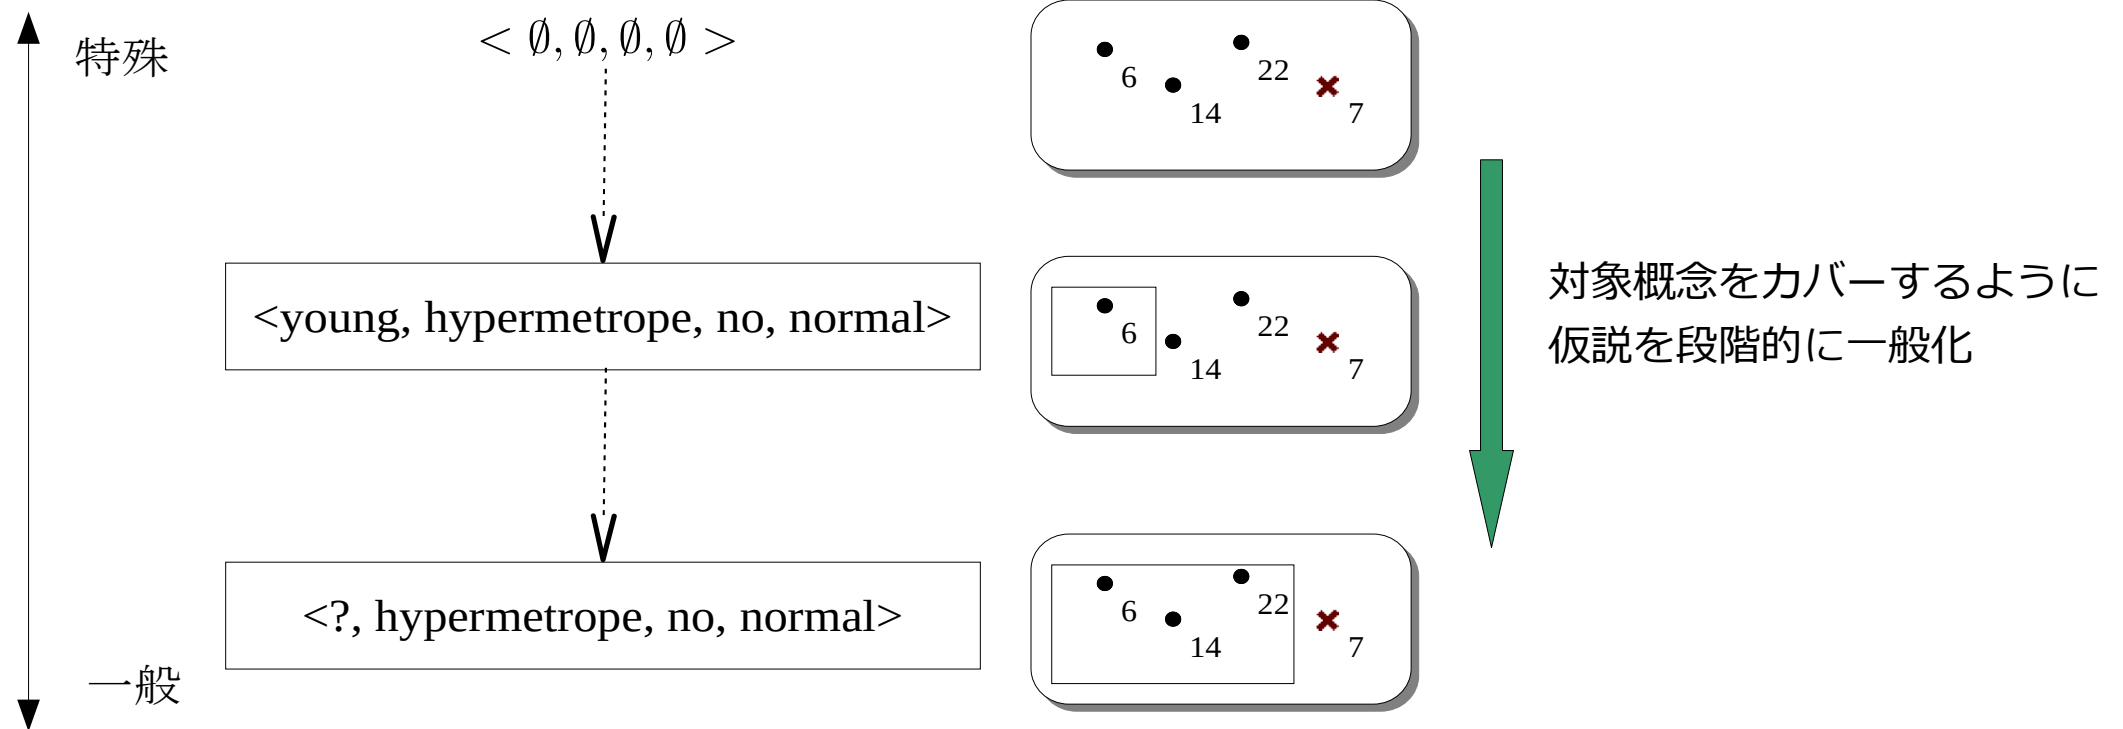 特殊
< ∅, ∅, ∅, ∅ >
6
14
22
7
<young, hypermetrope, no, normal>
6
14
22
7
対象概念をカバーするように
仮説を段階的に一般化
<?, hypermetrope, no, normal>
6
14
22
7
一般